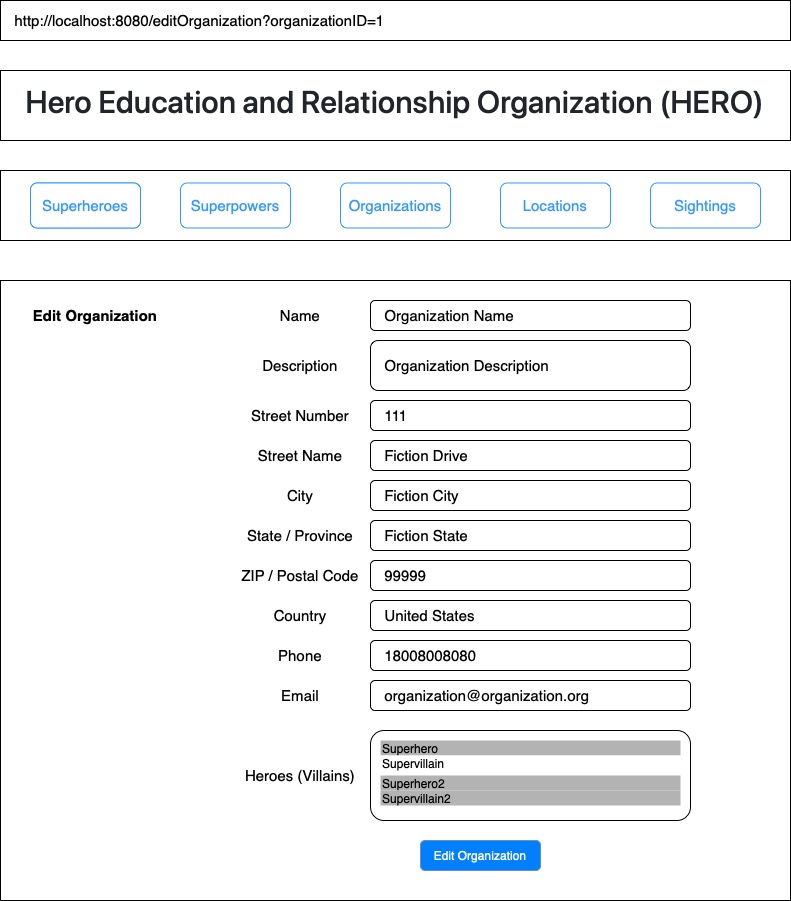 http://localhost:8080/editOrganization?organizationID=1
Hero Education and Relationship Organization (HERO)
Superheroes Superpowers Organizations Locations Sightings
Edit Organization Name Organization Name
Description Organization Description
Street Number 111
Street Name Fiction Drive
City Fiction City
State / Province Fiction State
ZIP / Postal Code 99999
Country United States
Phone 18008008080
Email organization@organization.org
Heroes (Villains)
Superhero
Supervillain
Superhero2
Supervillain2
Edit Organization